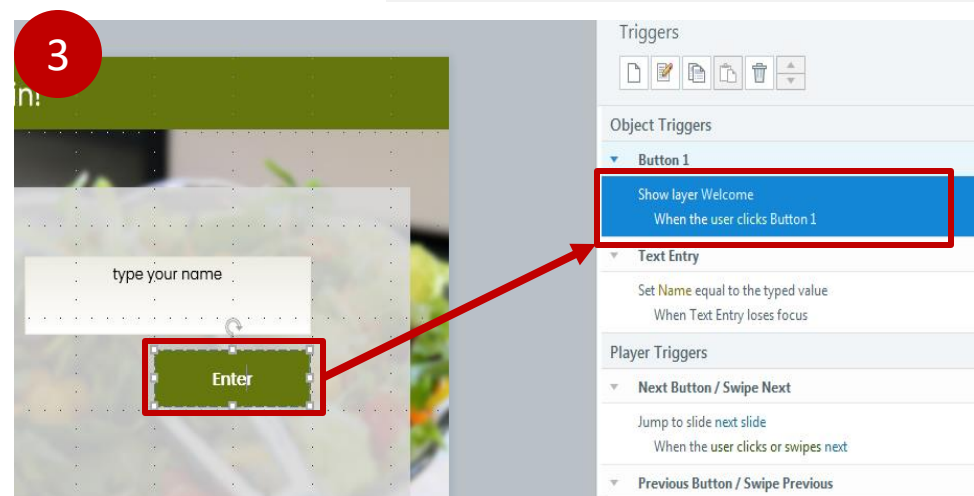 3
in!
type your name
Enter
Triggers
Object Triggers
Button 1
Show layer Welcome
When the user clicks Button 1
Text Entry
Set Name equal to the typed value
When Text Entry loses focus
Player Triggers
Next Button / Swipe Next
Jump to slide next slide
When the user clicks or swipes next
Previous Button / Swipe Previous